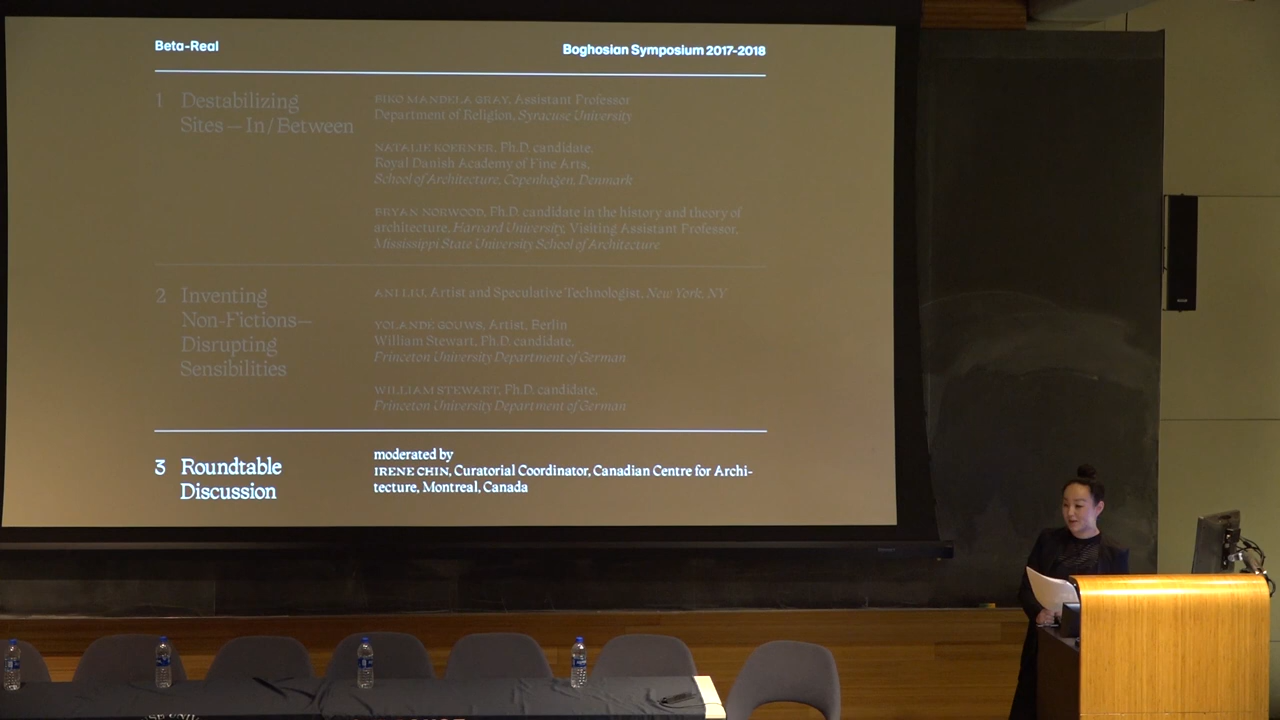 Beta-Real
Boghosian Symposium 2017-2018
1 Destabilizing
Sites—In/Between
BIKO MANDELA GRAY, Assistant Professor
Department of Religion, Syracuse University
NATALIE KOERNER, Ph.D. candidate,
Royal Danish Academy of Fine Arts,
School of Architecture, Copenhagen, Denmark
BRYAN NORWOOD, Ph.D. candidate in the history and theory of
architecture, Harvard University, Visiting Assistant Professor,
Mississippi State University School of Architecture
2 Inventing
Non-Fictions—
Disrupting
Sensibilities
ANI LIU, Artist and Speculative Technologist, New York, NY
YOLANDE GOUWS, Artist, Berlin
William Stewart, Ph.D. candidate,
Princeton University Department of German
WILLIAM STEWART, Ph.D. candidate,
Princeton University Department of German
3 Roundtable
Discussion
moderated by
IRENE CHIN, Curatorial Coordinator, Canadian Centre for Archi-
tecture, Montreal, Canada